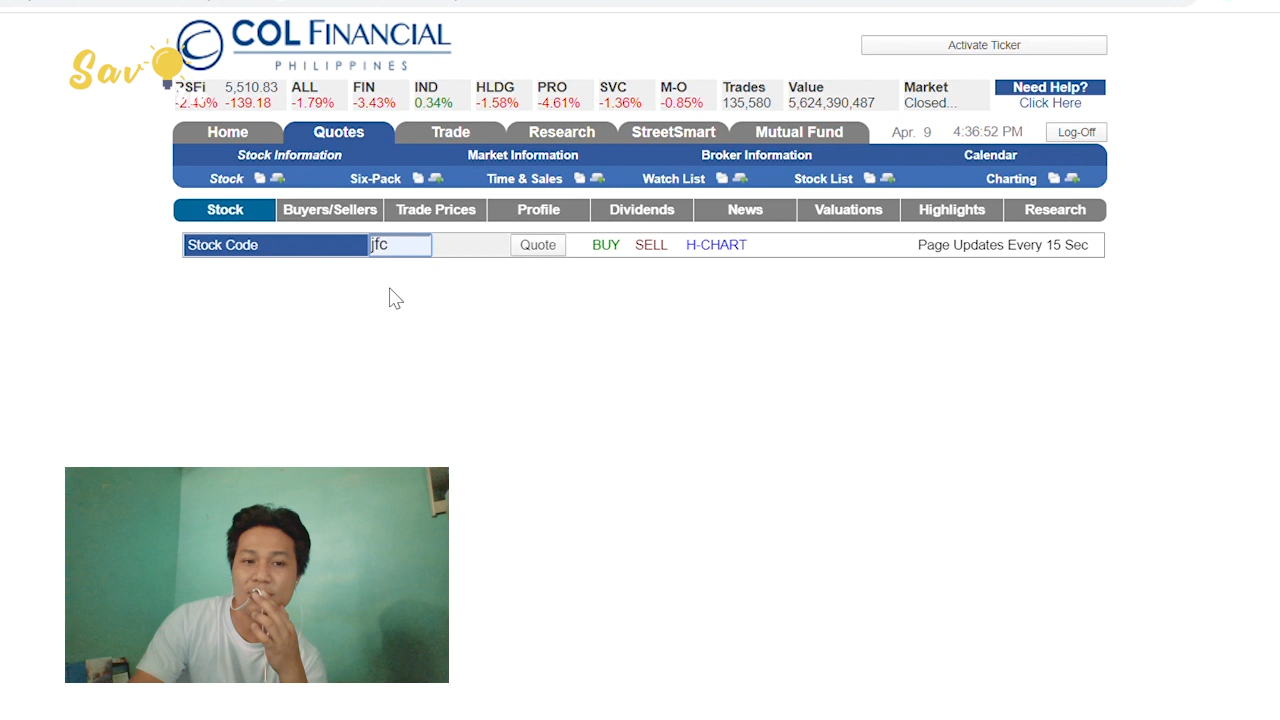 COL FINANCIAL
PHILIPPINES
Sav
Activate Ticker
PSEi 5,510.83 ALL FIN IND HLDG PRO SVC M-O Trades Value Market Need Help?
-2.46% -139.18 -1.79% -3.43% 0.34% -1.58% -4.61% -1.36% -0.85% 135,580 5,624,390,487 Closed... Click Here
Home Quotes Trade Research StreetSmart Mutual Fund Apr. 9 4:36:52 PM Log-Off
Stock Information Market Information Broker Information Calendar
Stock Six-Pack Time & Sales Watch List Stock List Charting
Stock Buyers/Sellers Trade Prices Profile Dividends News Valuations Highlights Research
Stock Code jfc Quote BUY SELL H-CHART Page Updates Every 15 Sec